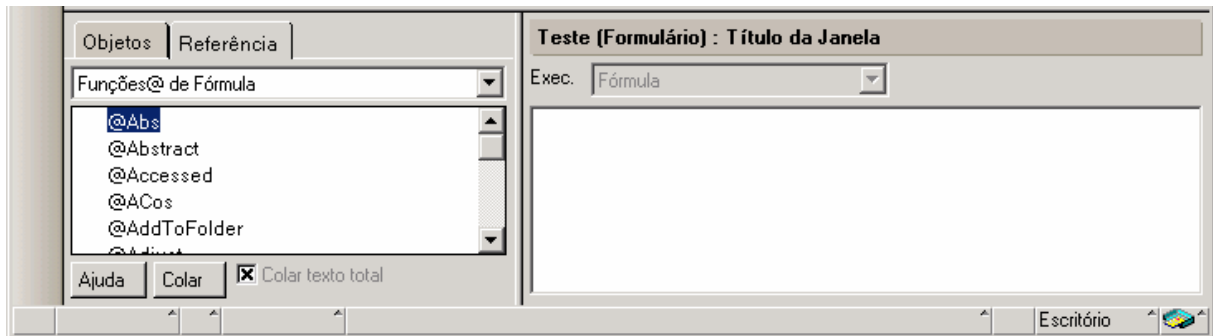 Objetos Referência
Funções@ de Fórmula
@Abs
@Abstract
@Accessed
@ACos
@AddToFolder
@Adjust
Ajuda Colar Colar texto total
Teste (Formulário) : Título da Janela
Exec. Fórmula
Escritório